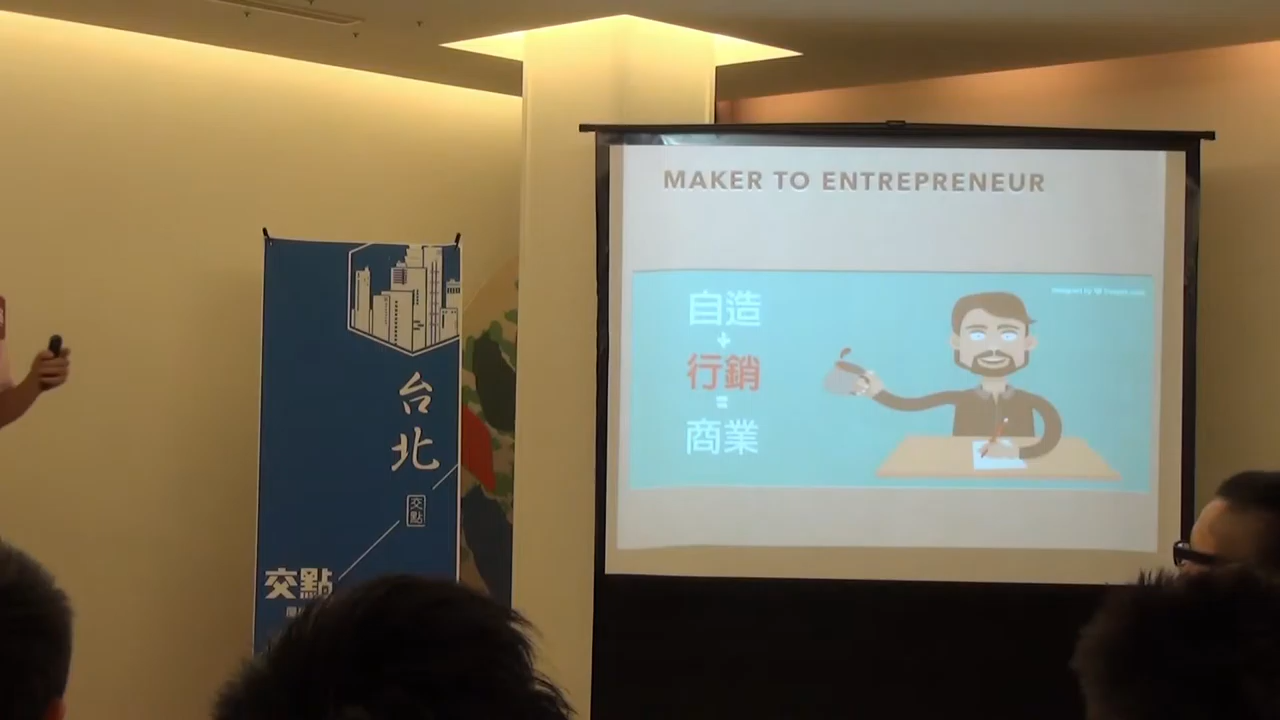 MAKER TO ENTREPRENEUR
自造
+
行銷
=
商業
台北
交點
交點